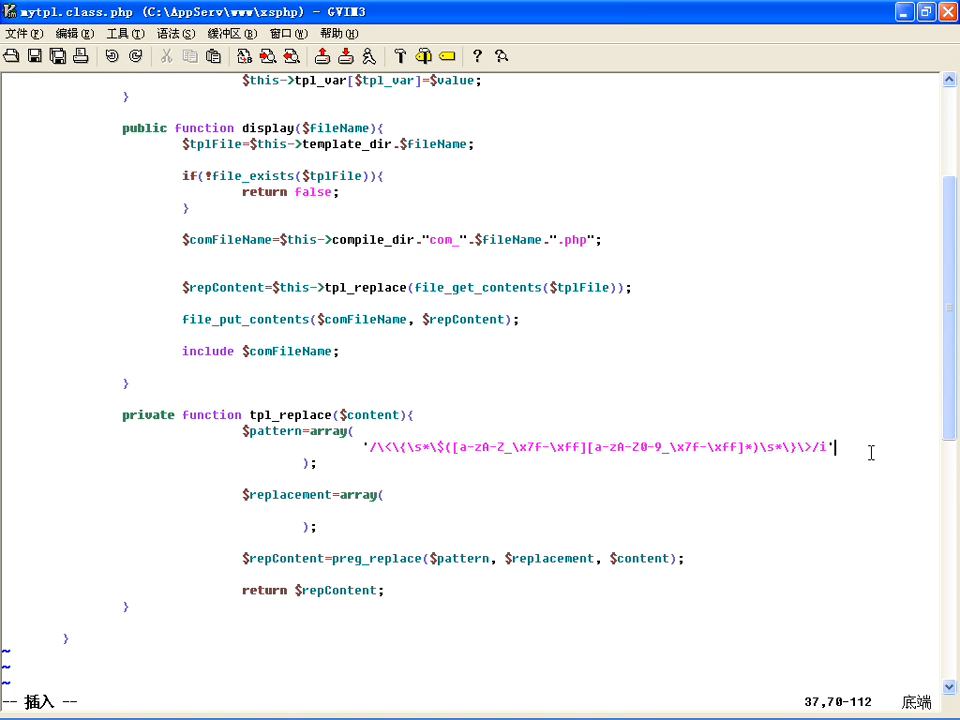 mytpl.class.php (C:\AppServ\www\xsphp) - GVIM3
文件(F) 编辑(E) 工具(T) 语法(S) 缓冲区(B) 窗口(W) 帮助(H)
$this->tpl_var[$tpl_var]=$value;
}
public function display($fileName){
$tplFile=$this->template_dir.$fileName;
if(!file_exists($tplFile)){
return false;
}
$comFileName=$this->compile_dir."com_".$fileName.".php";
$repContent=$this->tpl_replace(file_get_contents($tplFile));
file_put_contents($comFileName, $repContent);
include $comFileName;
}
private function tpl_replace($content){
$pattern=array(
'/\<\{\s*\$([a-zA-Z_\x7f-\xff][a-zA-Z0-9_\x7f-\xff]*)\s*\}\>/i'
);
$replacement=array(
);
$repContent=preg_replace($pattern, $replacement, $content);
return $repContent;
}
}
~
~
~
-- 插入 -- 37,70-112 底端